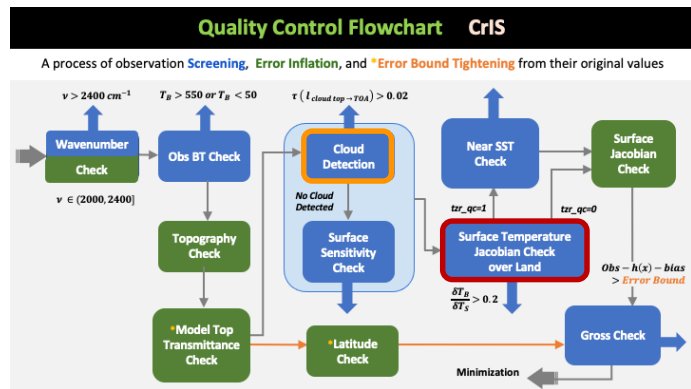 Quality Control Flowchart CrIS
A process of observation Screening, Error Inflation, and *Error Bound Tightening from their original values
ν > 2400 cm⁻¹
T_B > 550 or T_B < 50
τ (l_cloud top→TOA) > 0.02
Wavenumber
Check
ν ∈ (2000, 2400]
Obs BT Check
Cloud
Detection
Near SST
Check
Surface
Jacobian
Check
No Cloud
Detected
tzr_qc=1
tzr_qc=0
Topography
Check
Surface
Sensitivity
Check
Surface Temperature
Jacobian Check
over Land
δT_B
δT_S
> 0.2
Obs − h(x) − bias
> Error Bound
*Model Top
Transmittance
Check
*Latitude
Check
Gross Check
Minimization